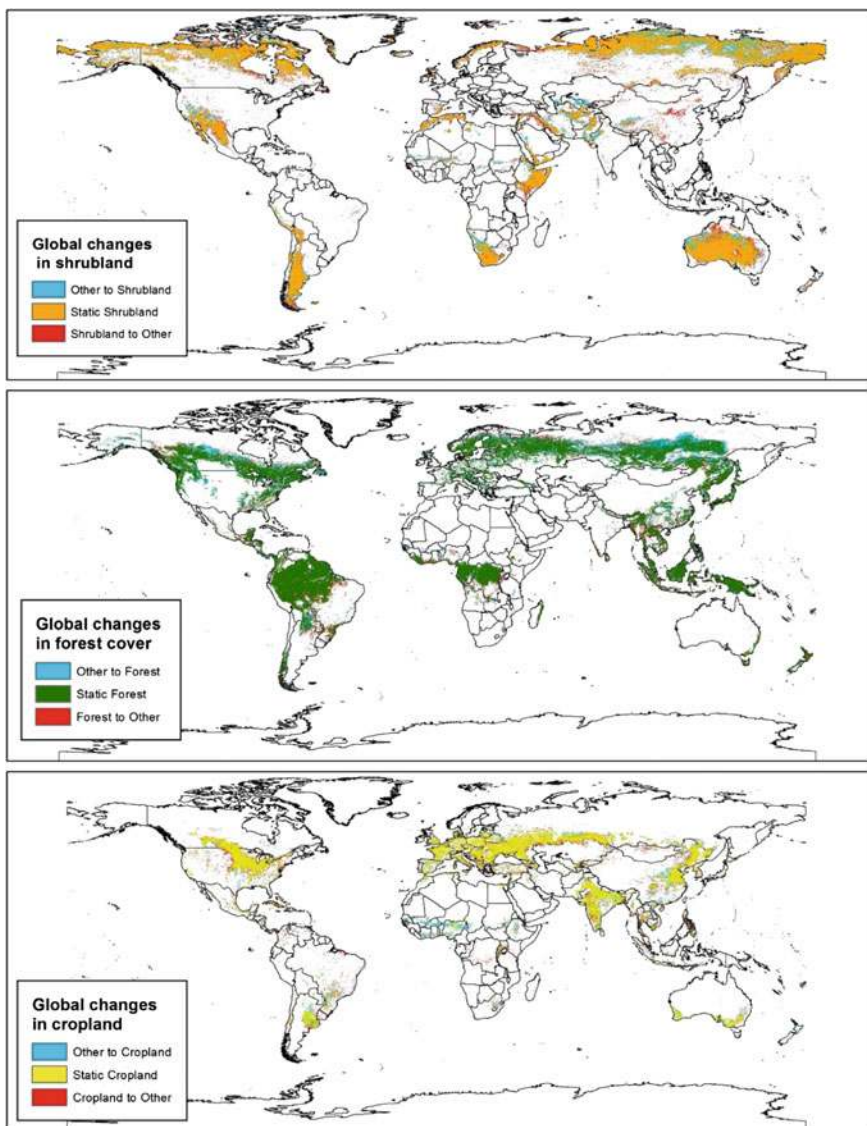 Global changes
in shrubland
Other to Shrubland
Static Shrubland
Shrubland to Other
Global changes
in forest cover
Other to Forest
Static Forest
Forest to Other
Global changes
in cropland
Other to Cropland
Static Cropland
Cropland to Other